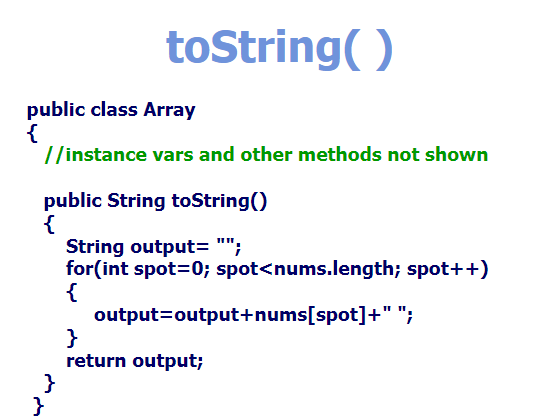 toString( )
public class Array
{
//instance vars and other methods not shown
public String toString()
{
String output= "";
for(int spot=0; spot<nums.length; spot++)
{
output=output+nums[spot]+" ";
}
return output;
}
}